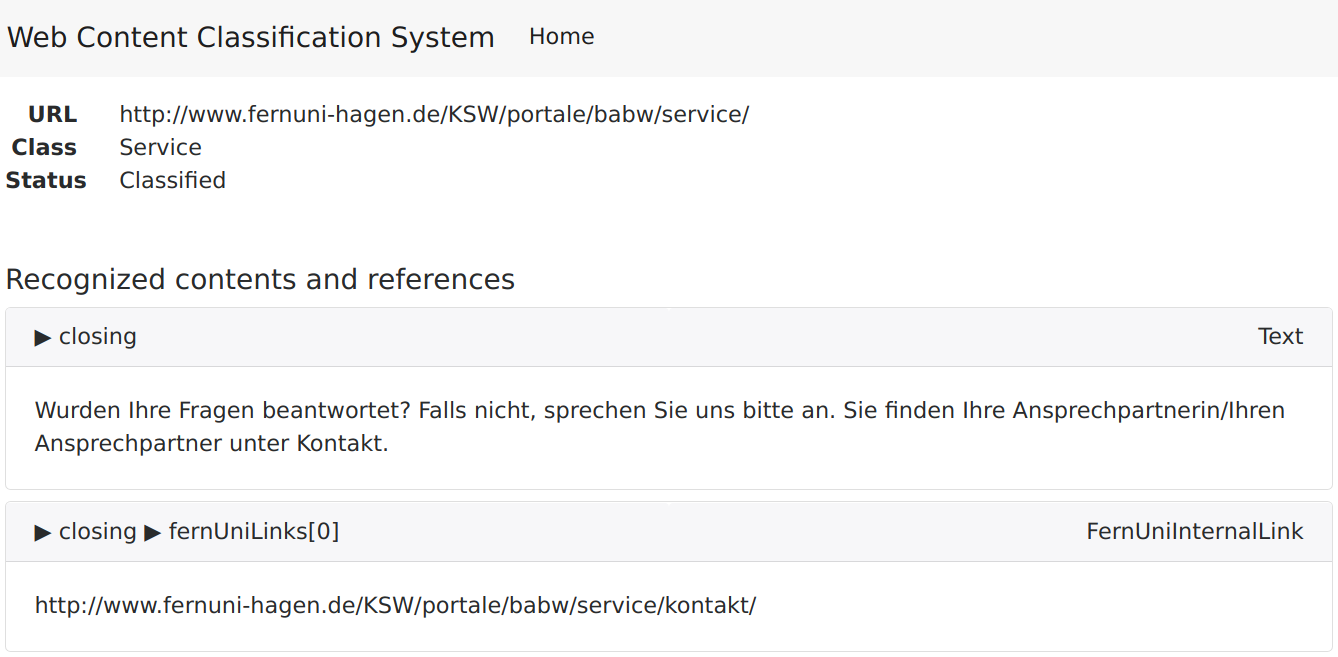 Web Content Classification System Home
URL http://www.fernuni-hagen.de/KSW/portale/babw/service/
Class Service
Status Classified
Recognized contents and references
▶ closing Text
Wurden Ihre Fragen beantwortet? Falls nicht, sprechen Sie uns bitte an. Sie finden Ihre Ansprechpartnerin/Ihren
Ansprechpartner unter Kontakt.
▶ closing ▶ fernUniLinks[0] FernUniInternalLink
http://www.fernuni-hagen.de/KSW/portale/babw/service/kontakt/